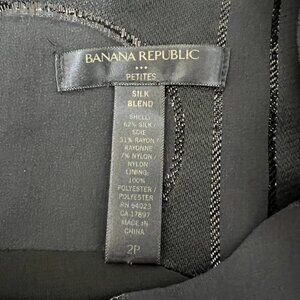 BANANA REPUBLIC
PETITES
SILK
BLEND
SHELL:
62% SILK /
SOIE
31% RAYON /
RAYONNE
7% NYLON /
NYLON
LINING:
100%
POLYESTER /
POLYESTER
RN 54023
CA 17897
MADE IN
CHINA
2P